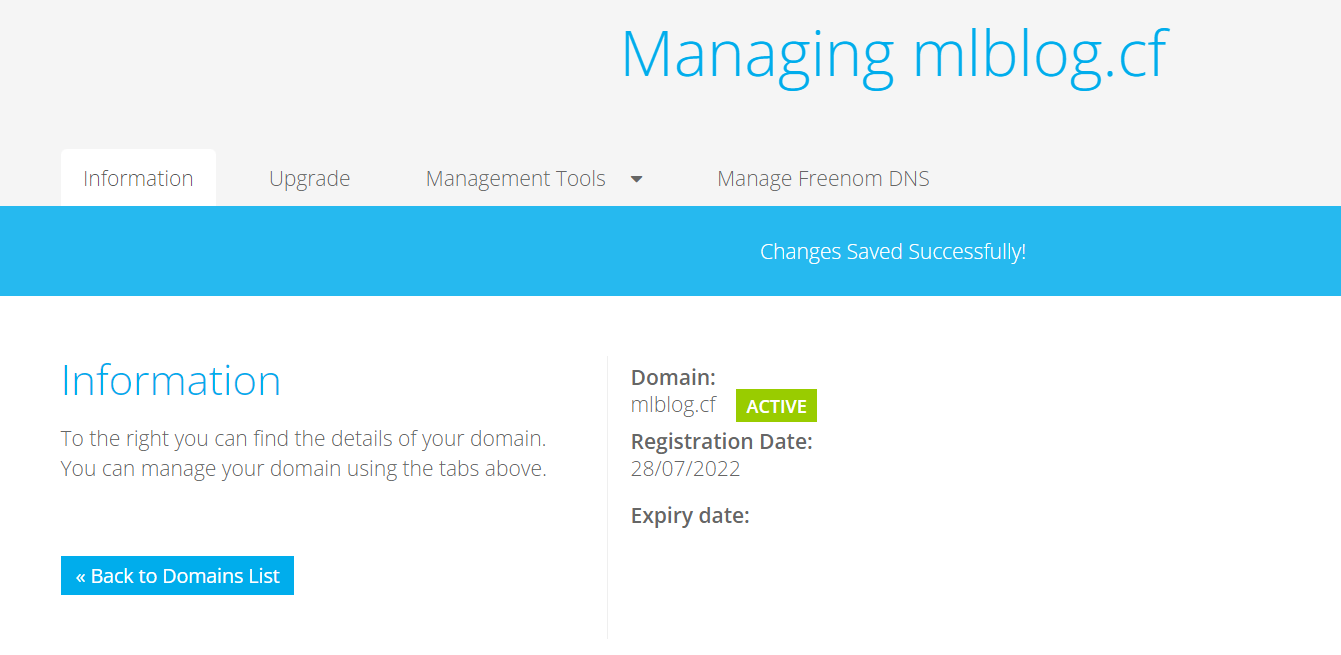 Managing mlblog.cf
Information
Upgrade
Management Tools
Manage Freenom DNS
Changes Saved Successfully!
Information
To the right you can find the details of your domain.
You can manage your domain using the tabs above.
« Back to Domains List
Domain:
mlblog.cf ACTIVE
Registration Date:
28/07/2022
Expiry date: